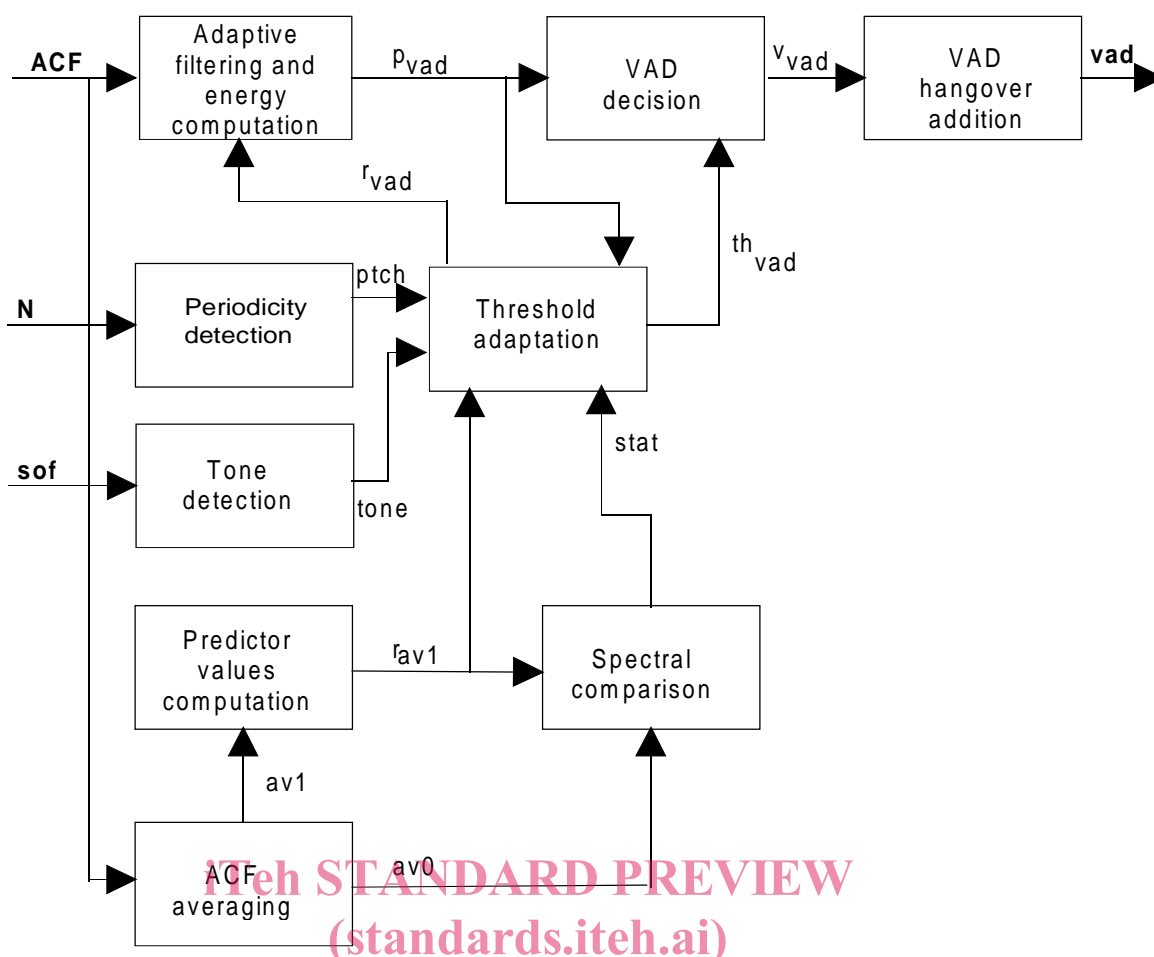 ACF
Adaptive
filtering and
energy
computation
pvad
VAD
decision
vvad
VAD
hangover
addition
vad
rvad
thvad
N
Periodicity
detection
ptch
Threshold
adaptation
sof
Tone
detection
tone
stat
Predictor
values
computation
rav1
Spectral
comparison
av1
ACF
averaging
av0
iTeh STANDARD PREVIEW
(standards.iteh.ai)